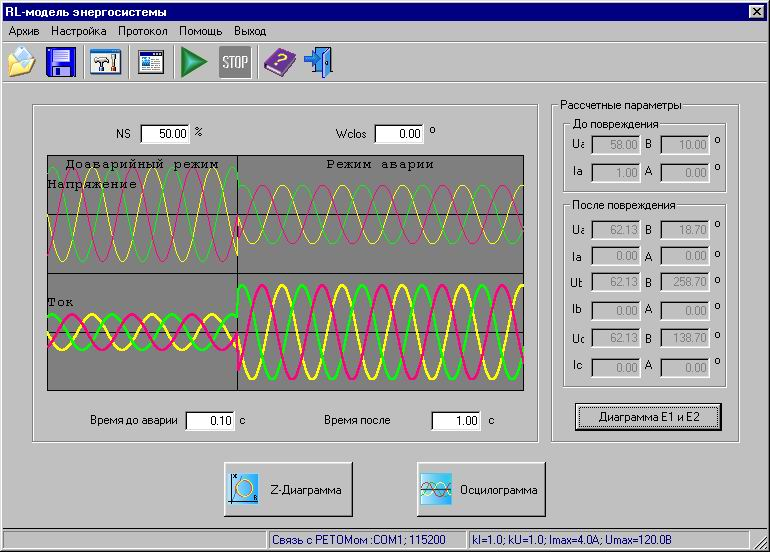 RL-модель энергосистемы
Архив Настройка Протокол Помощь Выход
STOP
?
NS 50.00 % Wclos 0.00 o
Доаварийный режим Режим аварии
Напряжение
Ток
Время до аварии 0.10 с Время после 1.00 с
Z-Диаграмма Осцилограмма
Рассчетные параметры
До повреждения
Ua 58.00 В 10.00 o
Ia 1.00 А 0.00 o
После повреждения
Ua 62.13 В 18.70 o
Ia 0.00 А 0.00 o
Ub 62.13 В 258.70 o
Ib 0.00 А 0.00 o
Uc 62.13 В 138.70 o
Ic 0.00 А 0.00 o
Диаграмма E1 и E2
Связь с РЕТОМом :COM1; 115200 kI=1.0; kU=1.0; Imax=4.0A; Umax=120.0В